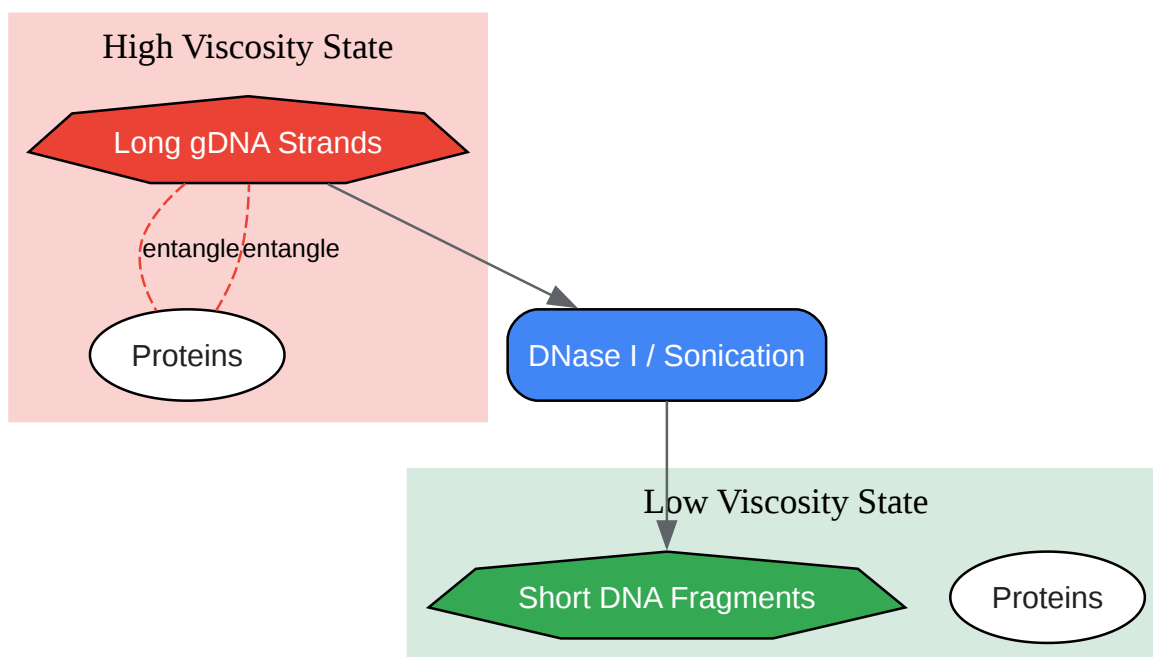 High Viscosity State
Long gDNA Strands
entangle
entangle
Proteins
DNase I / Sonication
Low Viscosity State
Short DNA Fragments
Proteins